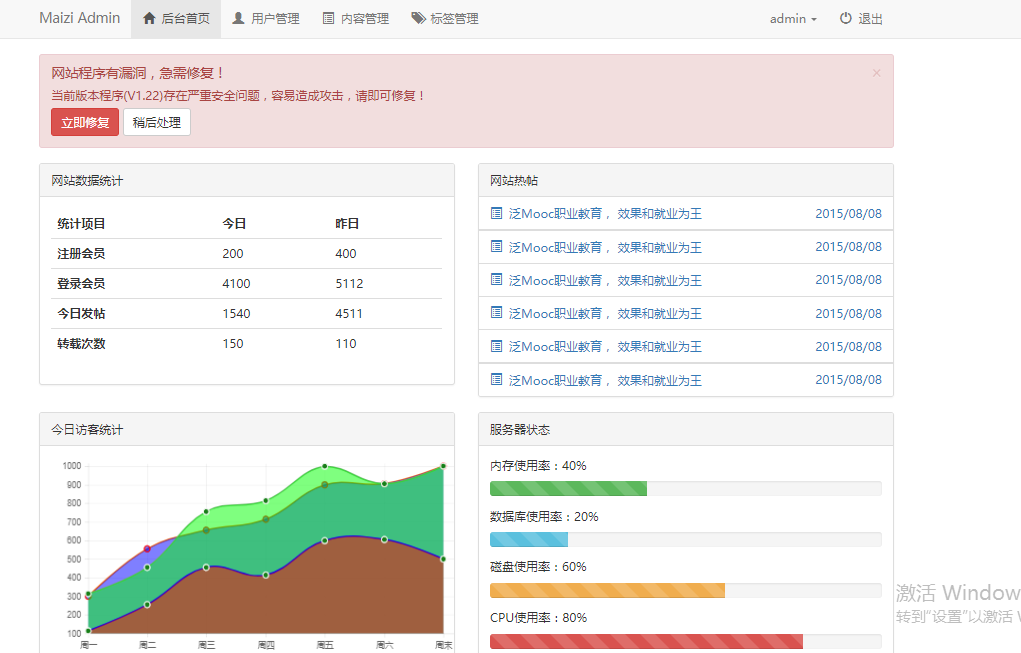 Maizi Admin 后台首页 用户管理 内容管理 标签管理 admin 退出
网站程序有漏洞，急需修复！ ×
当前版本程序(V1.22)存在严重安全问题，容易造成攻击，请即可修复！
立即修复 稍后处理
网站数据统计
统计项目 今日 昨日
注册会员 200 400
登录会员 4100 5112
今日发帖 1540 4511
转载次数 150 110
网站热帖
泛Mooc职业教育， 效果和就业为王 2015/08/08
泛Mooc职业教育， 效果和就业为王 2015/08/08
泛Mooc职业教育， 效果和就业为王 2015/08/08
泛Mooc职业教育， 效果和就业为王 2015/08/08
泛Mooc职业教育， 效果和就业为王 2015/08/08
泛Mooc职业教育， 效果和就业为王 2015/08/08
今日访客统计
1000
900
800
700
600
500
400
300
200
100
周一 周二 周三 周四 周五 周六 周末
服务器状态
内存使用率：40%
数据库使用率：20%
磁盘使用率：60%
CPU使用率：80%
激活 Window
转到"设置"以激活 W